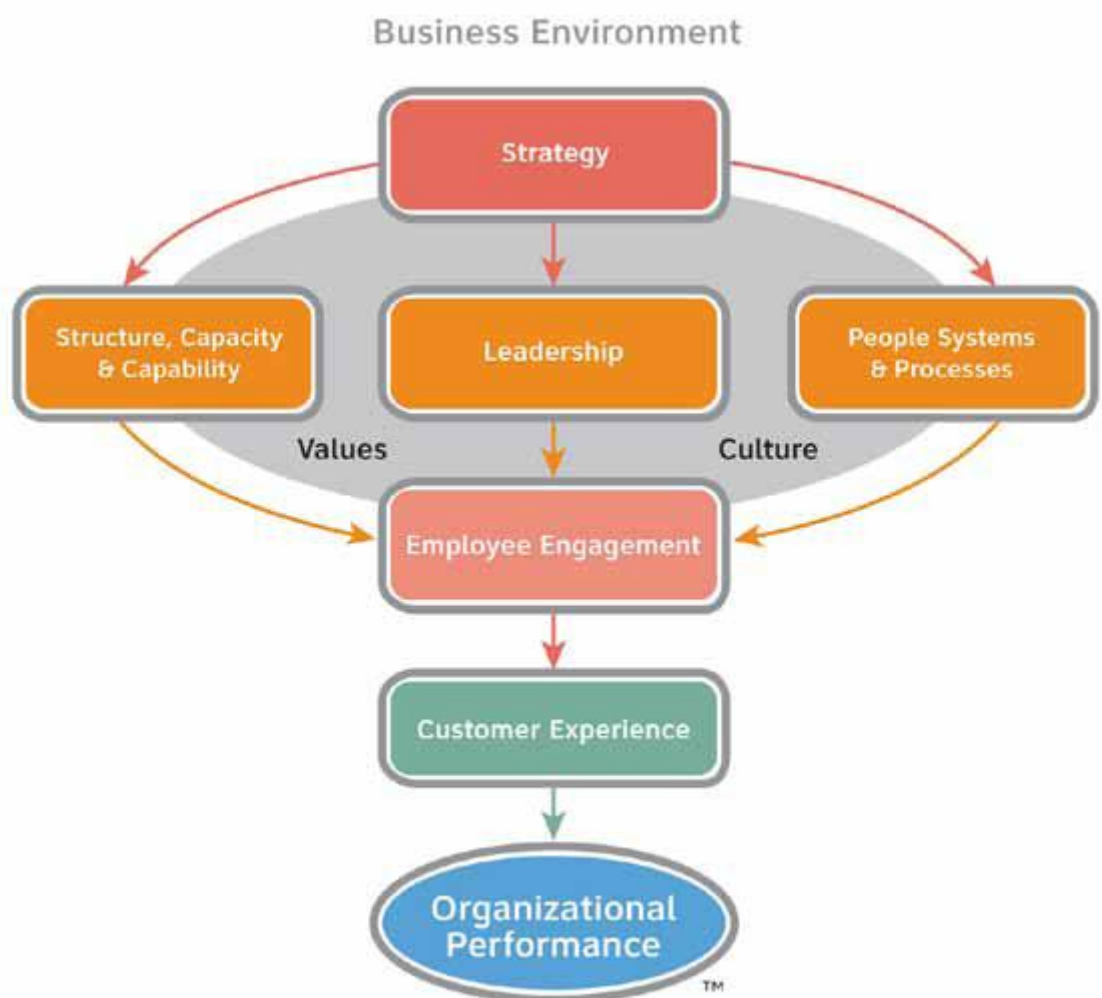 Business Environment
Strategy
Structure, Capacity
& Capability
Leadership
People Systems
& Processes
Values
Culture
Employee Engagement
Customer Experience
Organizational
Performance
TM